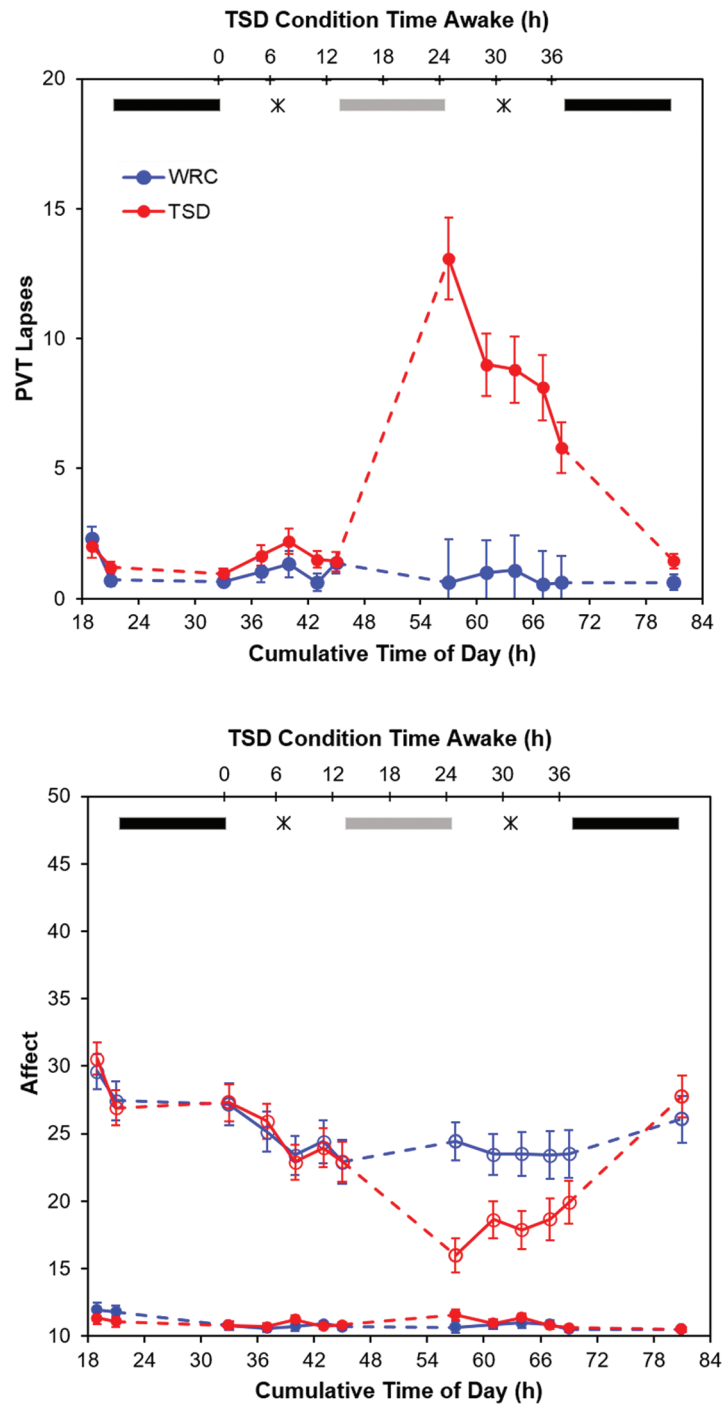 TSD Condition Time Awake (h)
0 6 12 18 24 30 36
20
15
10
5
0
WRC
TSD
PVT Lapses
18 24 30 36 42 48 54 60 66 72 78 84
Cumulative Time of Day (h)
TSD Condition Time Awake (h)
0 6 12 18 24 30 36
50
45
40
35
30
25
20
15
10
Affect
18 24 30 36 42 48 54 60 66 72 78 84
Cumulative Time of Day (h)